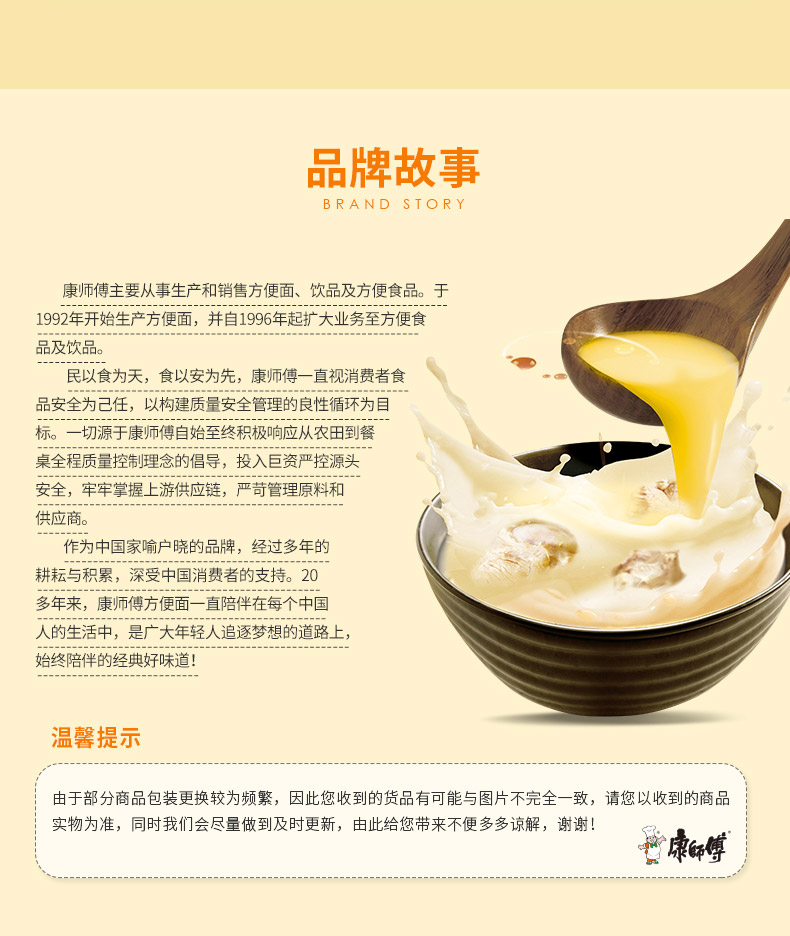 品牌故事
BRAND STORY
康师傅主要从事生产和销售方便面、饮品及方便食品。于
1992年开始生产方便面，并自1996年起扩大业务至方便食
品及饮品。
民以食为天，食以安为先，康师傅一直视消费者食
品安全为己任，以构建质量安全管理的良性循环为目
标。一切源于康师傅自始至终积极响应从农田到餐
桌全程质量控制理念的倡导，投入巨资严控源头
安全，牢牢掌握上游供应链，严苛管理原料和
供应商。
作为中国家喻户晓的品牌，经过多年的
耕耘与积累，深受中国消费者的支持。20
多年来，康师傅方便面一直陪伴在每个中国
人的生活中，是广大年轻人追逐梦想的道路上，
始终陪伴的经典好味道！
温馨提示
由于部分商品包装更换较为频繁，因此您收到的货品有可能与图片不完全一致，请您以收到的商品
实物为准，同时我们会尽量做到及时更新，由此给您带来不便多多谅解，谢谢！
康師傅